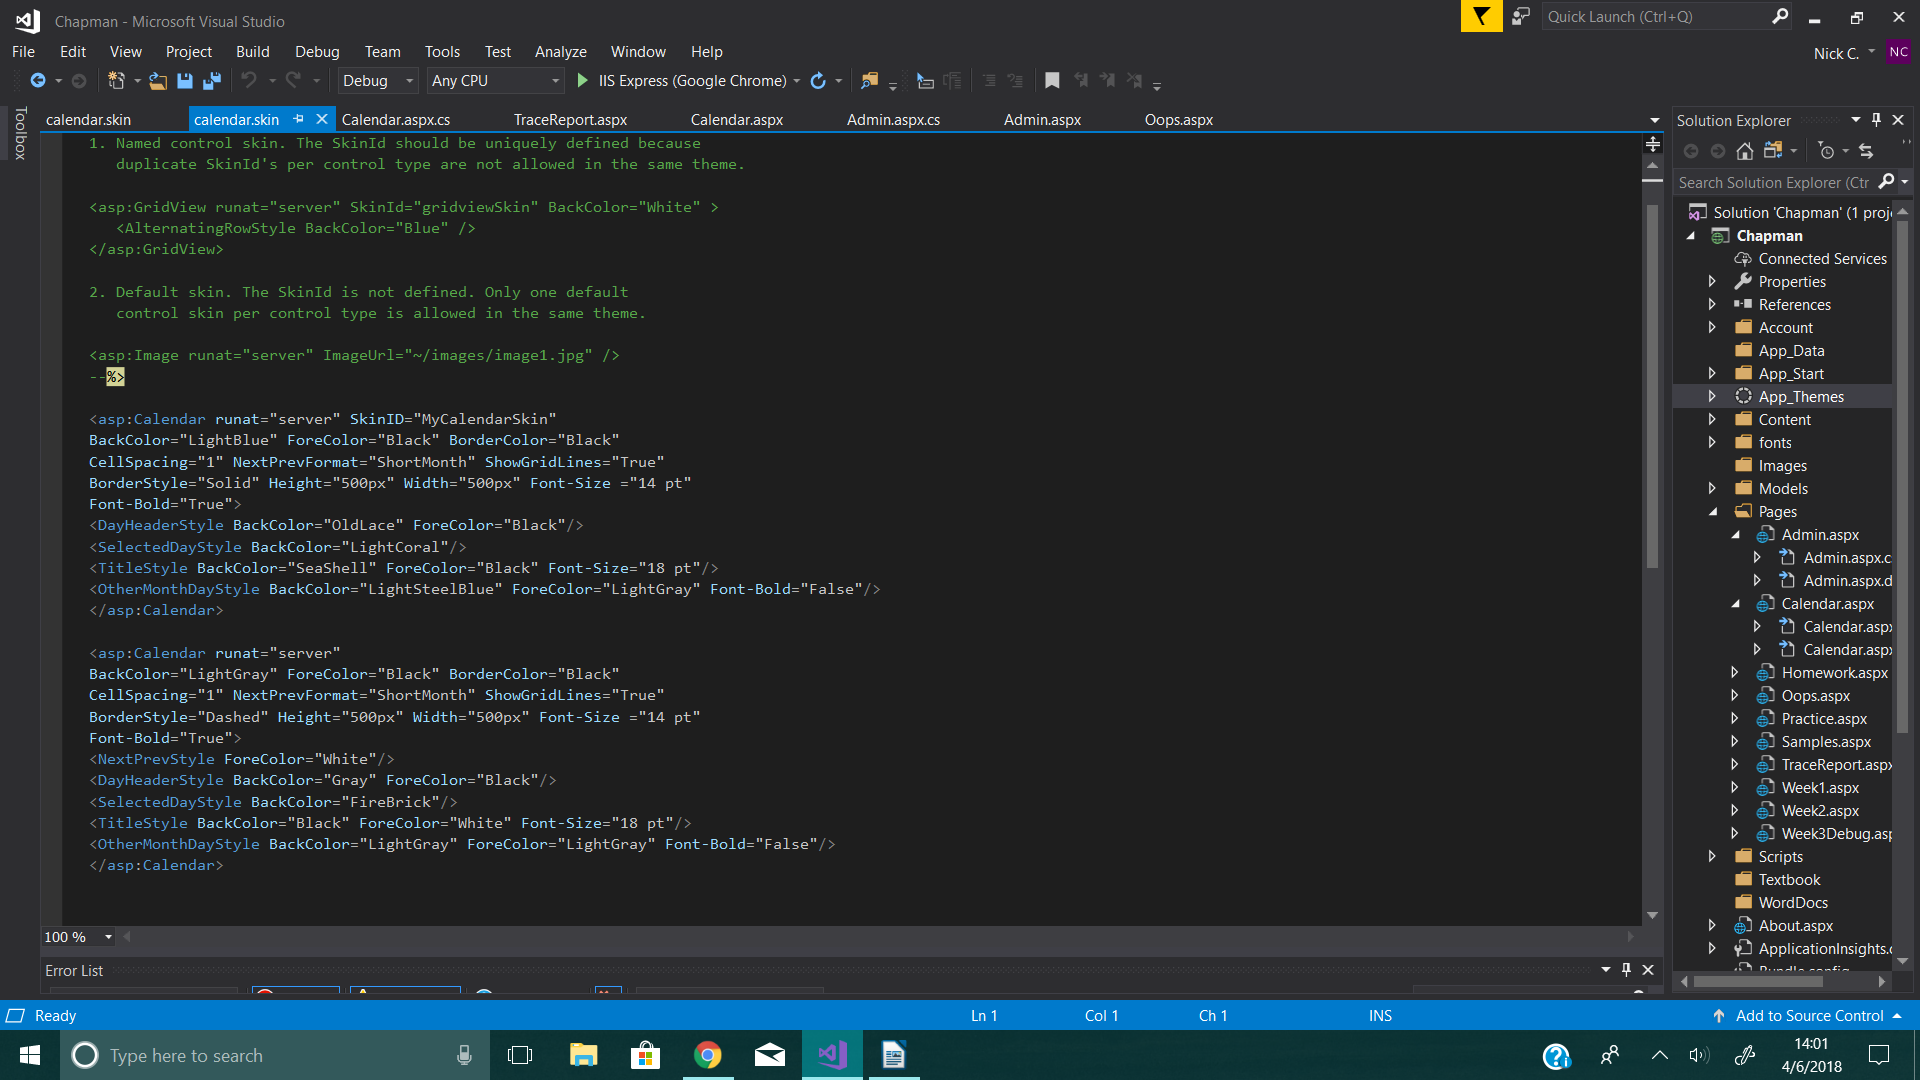 Chapman - Microsoft Visual Studio
Quick Launch (Ctrl+Q)
File Edit View Project Build Debug Team Tools Test Analyze Window Help
Nick C. NC
Debug Any CPU IIS Express (Google Chrome)
Toolbox
calendar.skin calendar.skin Calendar.aspx.cs TraceReport.aspx Calendar.aspx Admin.aspx.cs Admin.aspx Oops.aspx
1. Named control skin. The SkinId should be uniquely defined because
duplicate SkinId's per control type are not allowed in the same theme.
<asp:GridView runat="server" SkinId="gridviewSkin" BackColor="White" >
<AlternatingRowStyle BackColor="Blue" />
</asp:GridView>
2. Default skin. The SkinId is not defined. Only one default
control skin per control type is allowed in the same theme.
<asp:Image runat="server" ImageUrl="~/images/image1.jpg" />
--%>
<asp:Calendar runat="server" SkinID="MyCalendarSkin"
BackColor="LightBlue" ForeColor="Black" BorderColor="Black"
CellSpacing="1" NextPrevFormat="ShortMonth" ShowGridLines="True"
BorderStyle="Solid" Height="500px" Width="500px" Font-Size ="14 pt"
Font-Bold="True">
<DayHeaderStyle BackColor="OldLace" ForeColor="Black"/>
<SelectedDayStyle BackColor="LightCoral"/>
<TitleStyle BackColor="SeaShell" ForeColor="Black" Font-Size="18 pt"/>
<OtherMonthDayStyle BackColor="LightSteelBlue" ForeColor="LightGray" Font-Bold="False"/>
</asp:Calendar>
<asp:Calendar runat="server"
BackColor="LightGray" ForeColor="Black" BorderColor="Black"
CellSpacing="1" NextPrevFormat="ShortMonth" ShowGridLines="True"
BorderStyle="Dashed" Height="500px" Width="500px" Font-Size ="14 pt"
Font-Bold="True">
<NextPrevStyle ForeColor="White"/>
<DayHeaderStyle BackColor="Gray" ForeColor="Black"/>
<SelectedDayStyle BackColor="FireBrick"/>
<TitleStyle BackColor="Black" ForeColor="White" Font-Size="18 pt"/>
<OtherMonthDayStyle BackColor="LightGray" ForeColor="LightGray" Font-Bold="False"/>
</asp:Calendar>
100 %
Error List
Solution Explorer
Search Solution Explorer (Ctr
Solution 'Chapman' (1 proj
Chapman
Connected Services
Properties
References
Account
App_Data
App_Start
App_Themes
Content
fonts
Images
Models
Pages
Admin.aspx
Admin.aspx.c
Admin.aspx.d
Calendar.aspx
Calendar.aspx
Calendar.aspx
Homework.aspx
Oops.aspx
Practice.aspx
Samples.aspx
TraceReport.aspx
Week1.aspx
Week2.aspx
Week3Debug.asp
Scripts
Textbook
WordDocs
About.aspx
ApplicationInsights.c
Bundle.config
Ready Ln 1 Col 1 Ch 1 INS Add to Source Control
Type here to search
14:01
4/6/2018